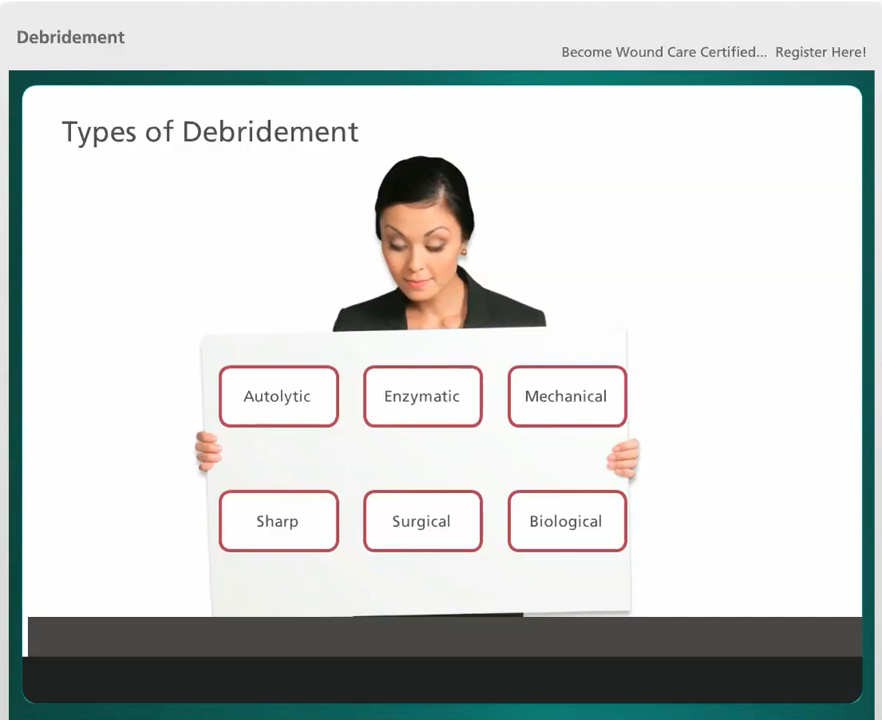 Debridement
Become Wound Care Certified... Register Here!
Types of Debridement
Autolytic
Enzymatic
Mechanical
Sharp
Surgical
Biological